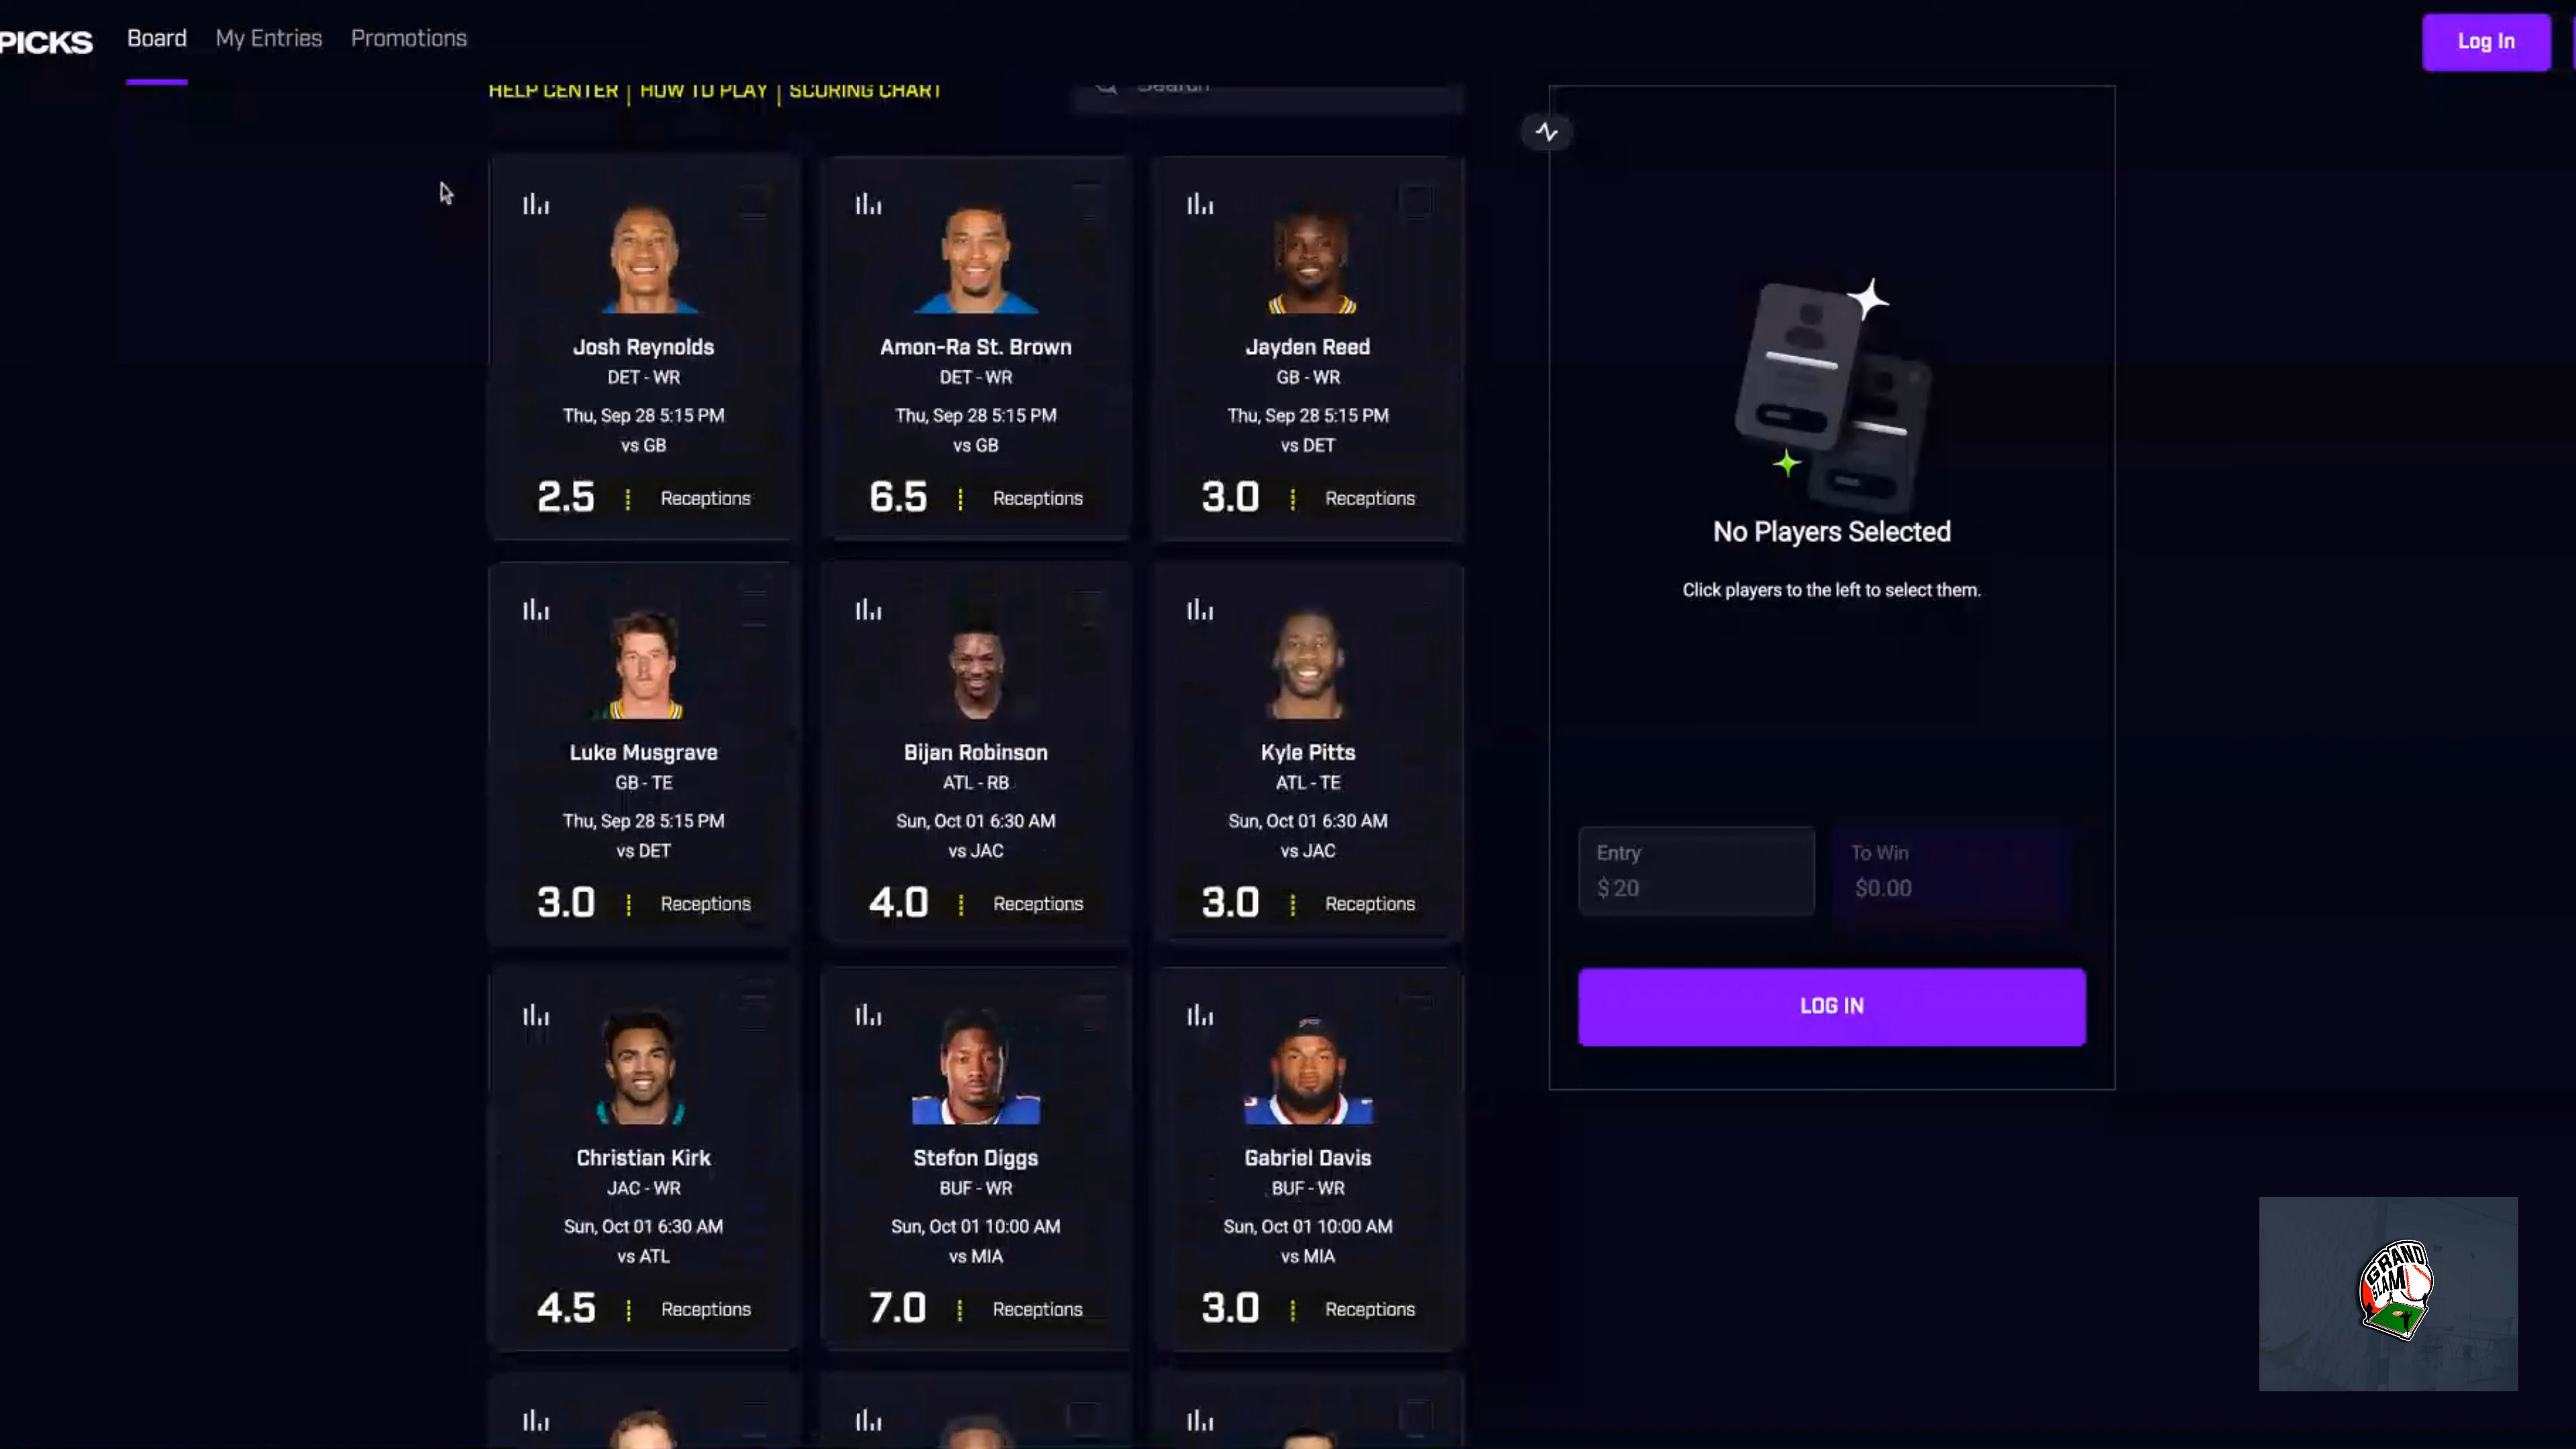 PICKS
Board
My Entries
Promotions
Log In
HELP CENTER | HOW TO PLAY | SCORING CHART
Search
Josh Reynolds
DET - WR
Thu, Sep 28 5:15 PM
vs GB
2.5 Receptions
Amon-Ra St. Brown
DET - WR
Thu, Sep 28 5:15 PM
vs GB
6.5 Receptions
Jayden Reed
GB - WR
Thu, Sep 28 5:15 PM
vs DET
3.0 Receptions
Luke Musgrave
GB - TE
Thu, Sep 28 5:15 PM
vs DET
3.0 Receptions
Bijan Robinson
ATL - RB
Sun, Oct 01 6:30 AM
vs JAC
4.0 Receptions
Kyle Pitts
ATL - TE
Sun, Oct 01 6:30 AM
vs JAC
3.0 Receptions
Christian Kirk
JAC - WR
Sun, Oct 01 6:30 AM
vs ATL
4.5 Receptions
Stefon Diggs
BUF - WR
Sun, Oct 01 10:00 AM
vs MIA
7.0 Receptions
Gabriel Davis
BUF - WR
Sun, Oct 01 10:00 AM
vs MIA
3.0 Receptions
No Players Selected
Click players to the left to select them.
Entry
$ 20
To Win
$0.00
LOG IN
GRAND
SLAM